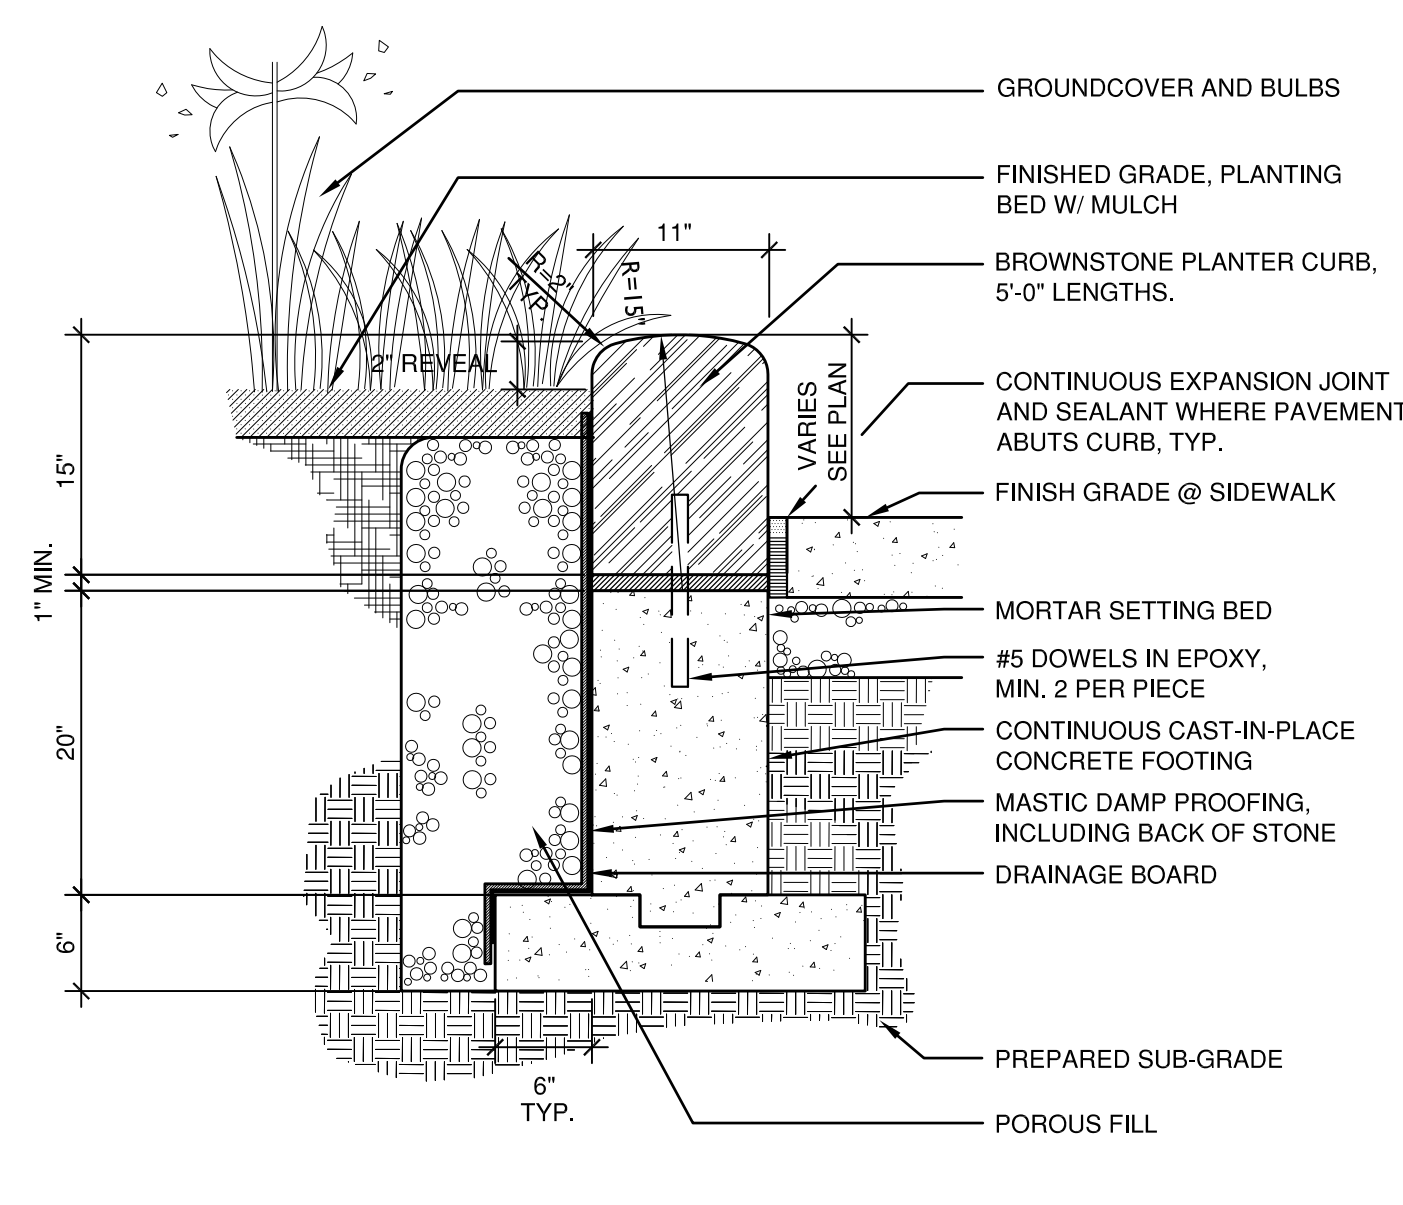 GROUNDCOVER AND BULBS
FINISHED GRADE, PLANTING
BED W/ MULCH
11"
BROWNSTONE PLANTER CURB,
5'-0" LENGTHS.
R=2"
TYP.
R=15"
2" REVEAL
VARIES
SEE PLAN
CONTINUOUS EXPANSION JOINT
AND SEALANT WHERE PAVEMENT
ABUTS CURB, TYP.
15"
FINISH GRADE @ SIDEWALK
1" MIN.
MORTAR SETTING BED
#5 DOWELS IN EPOXY,
MIN. 2 PER PIECE
20"
CONTINUOUS CAST-IN-PLACE
CONCRETE FOOTING
MASTIC DAMP PROOFING,
INCLUDING BACK OF STONE
DRAINAGE BOARD
6"
PREPARED SUB-GRADE
6"
TYP.
POROUS FILL